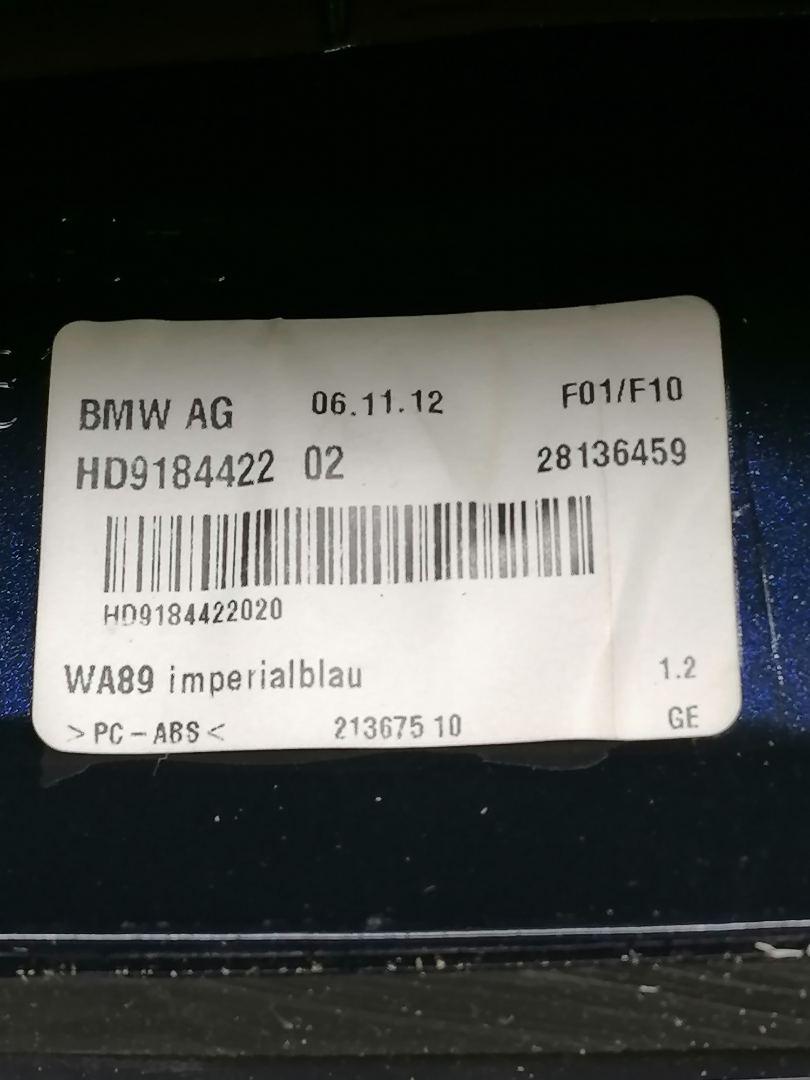 BMW AG 06.11.12 F01/F10
HD9184422 02 28136459
HD9184422020
WA89 imperialblau 1.2
>PC-ABS< 213675 10 GE